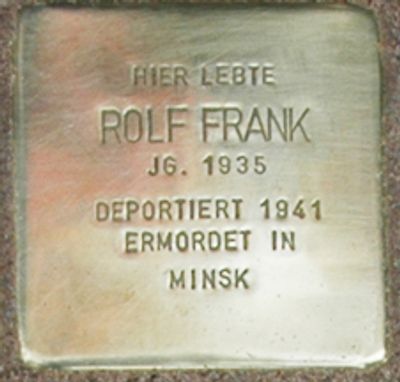 HIER LEBTE
ROLF FRANK
JG. 1935
DEPORTIERT 1941
ERMORDET IN
MINSK